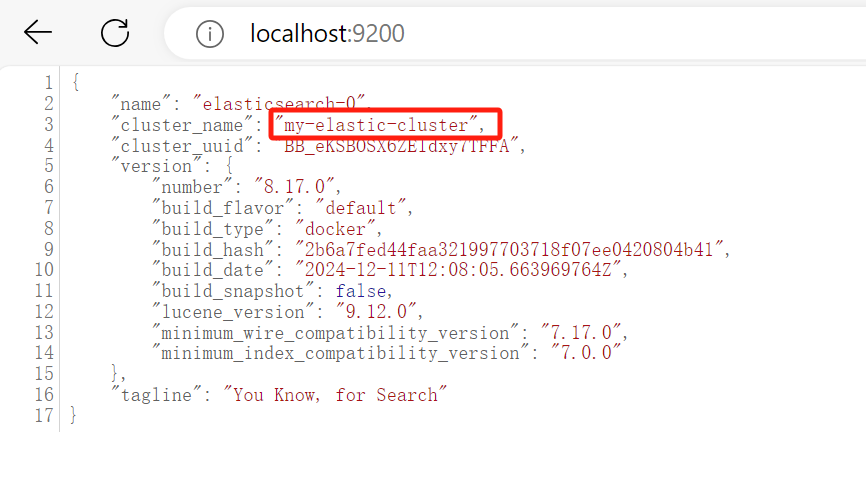 localhost:9200
1 {
2 "name": "elasticsearch-0",
3 "cluster_name": "my-elastic-cluster",
4 "cluster_uuid":
5 "version": {
6 "number": "8.17.0",
7 "build_flavor": "default",
8 "build_type": "docker",
9 "build_hash": "2b6a7fed44faa321997703718f07ee0420804b41",
10 "build_date": "2024-12-11T12:08:05.663969764Z",
11 "build_snapshot": false,
12 "lucene_version": "9.12.0",
13 "minimum_wire_compatibility_version": "7.17.0",
14 "minimum_index_compatibility_version": "7.0.0"
15 },
16 "tagline": "You Know, for Search"
17 }